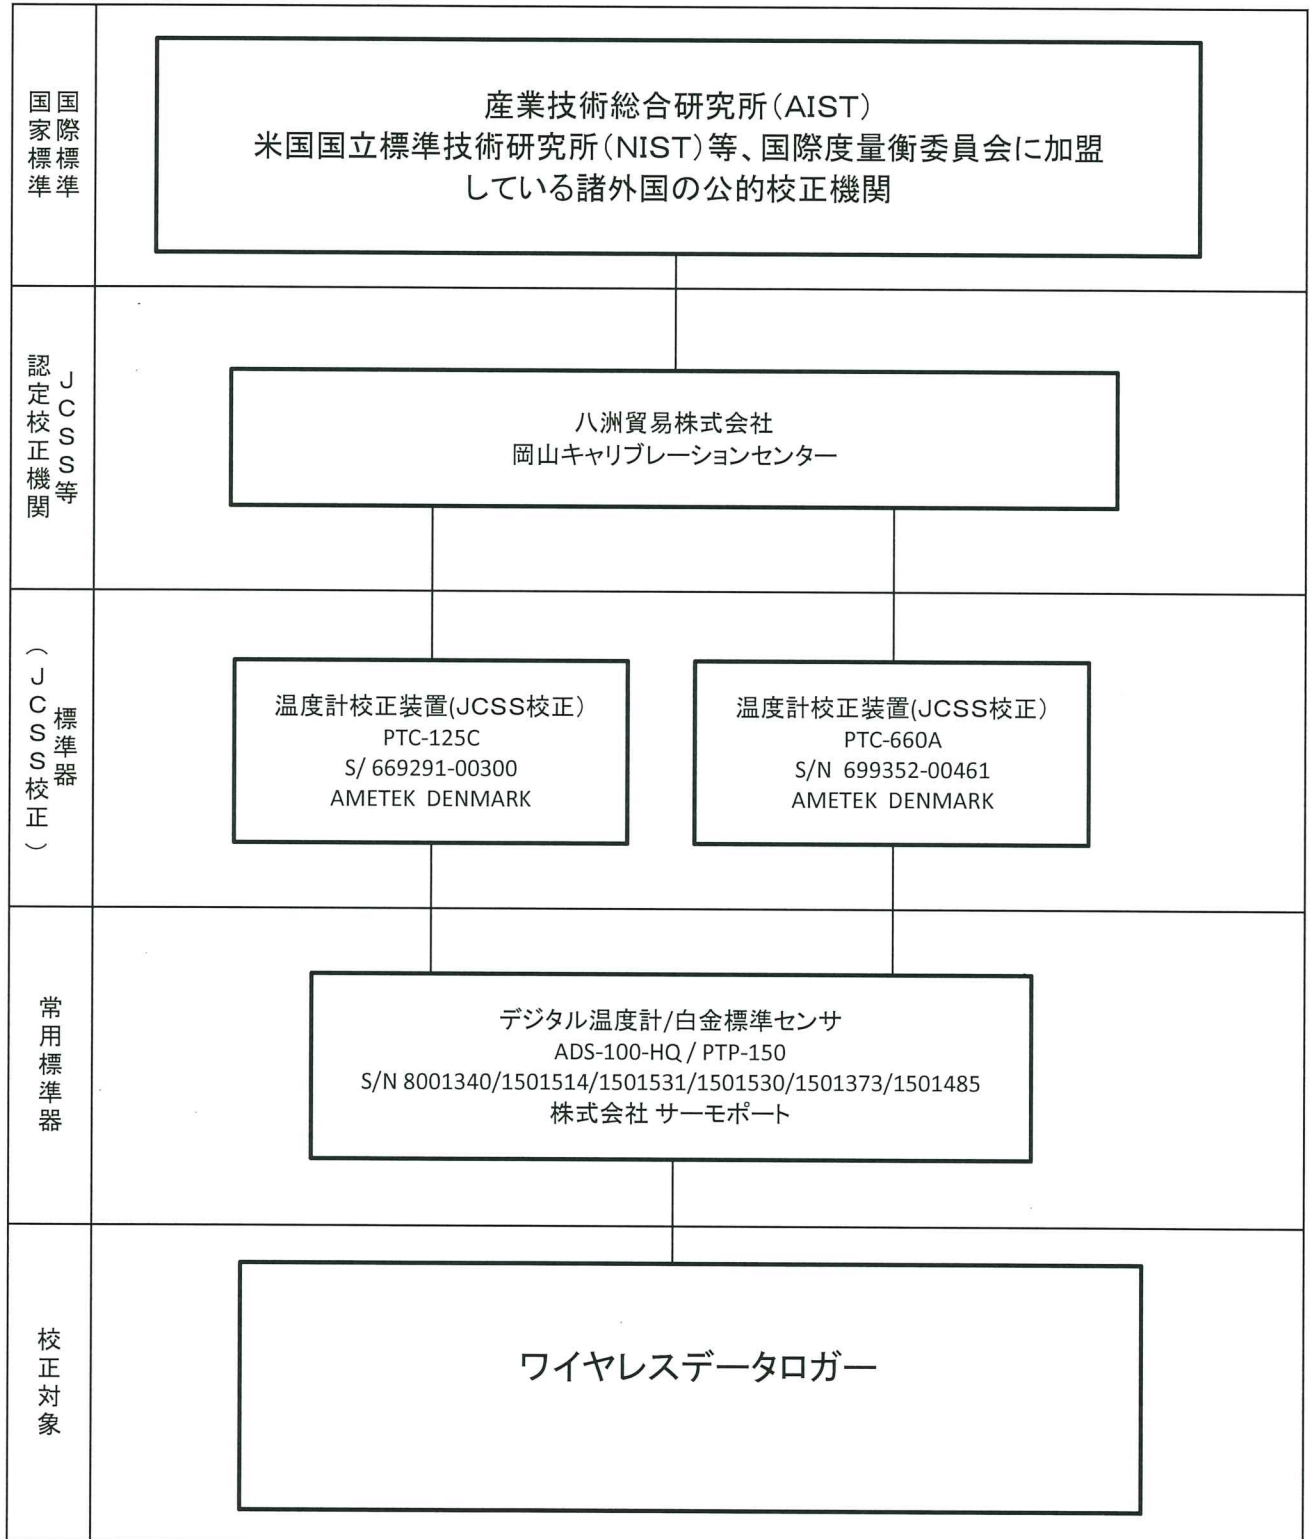 国際標準
国家標準
産業技術総合研究所（AIST）
米国国立標準技術研究所（NIST）等、国際度量衡委員会に加盟
している諸外国の公的校正機関
JCSS等
認定校正機関
八洲貿易株式会社
岡山キャリブレーションセンター
標準器
（JCSS校正）
温度計校正装置(JCSS校正）
PTC-125C
S/ 669291-00300
AMETEK DENMARK
温度計校正装置(JCSS校正）
PTC-660A
S/N 699352-00461
AMETEK DENMARK
常用標準器
デジタル温度計/白金標準センサ
ADS-100-HQ / PTP-150
S/N 8001340/1501514/1501531/1501530/1501373/1501485
株式会社 サーモポート
校正対象
ワイヤレスデータロガー